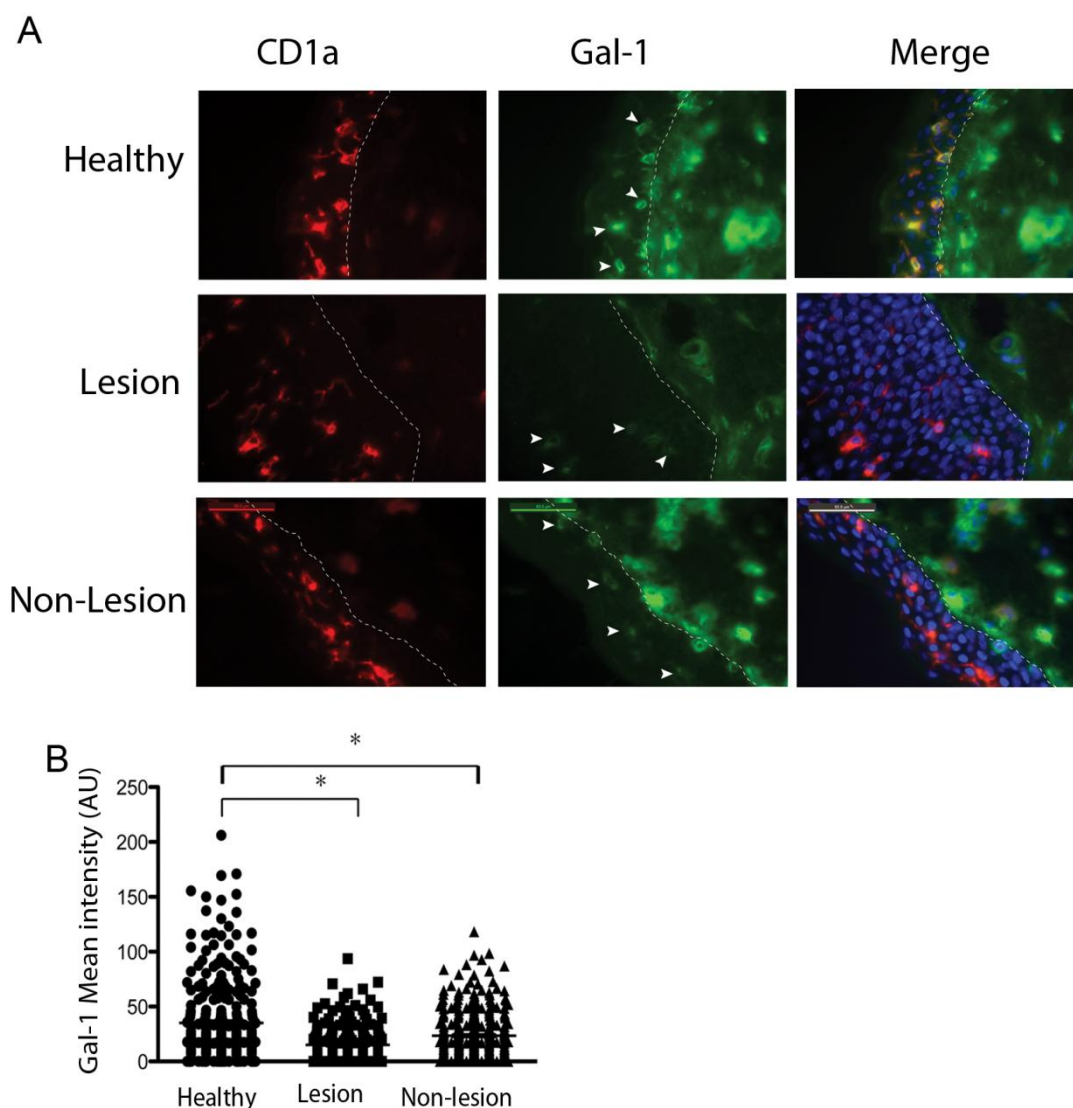 A
CD1a Gal-1 Merge
Healthy
Lesion
Non-Lesion
B
Gal-1 Mean intensity (AU)
* 
*
250
200
150
100
50
0
Healthy Lesion Non-lesion